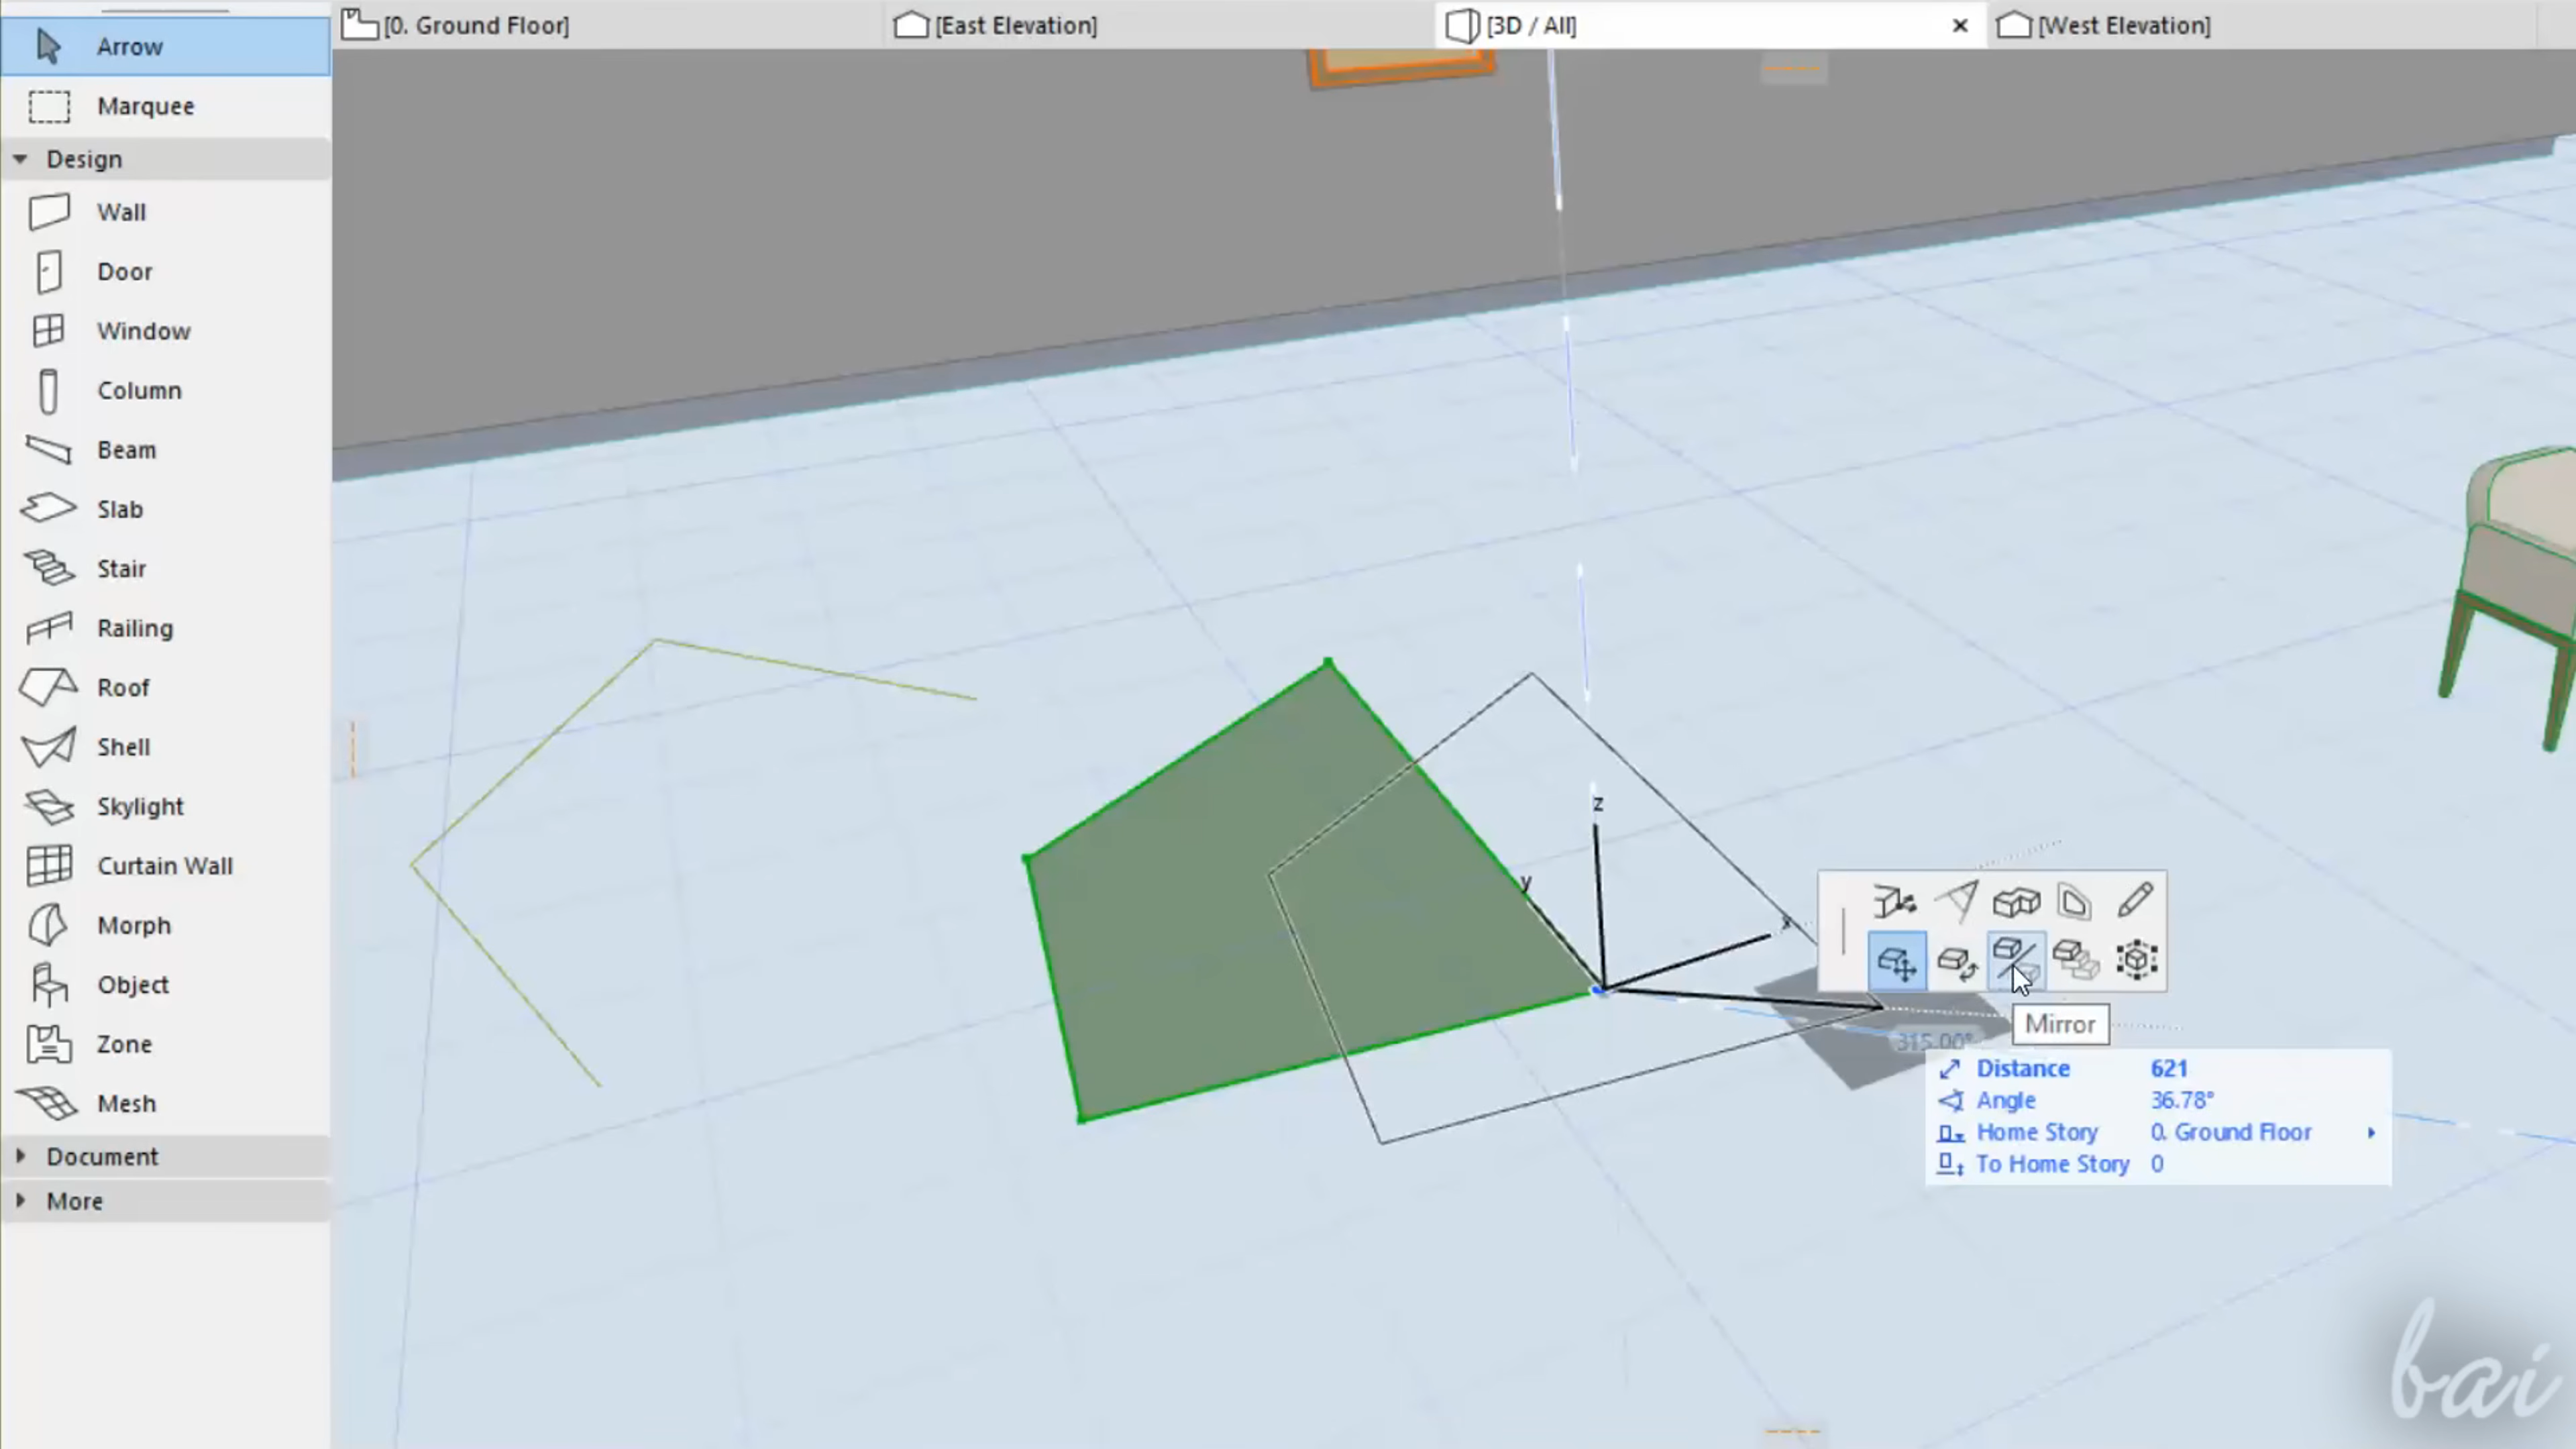 [0. Ground Floor]
[East Elevation]
[3D / All]
[West Elevation]
Arrow
Marquee
Design
Wall
Door
Window
Column
Beam
Slab
Stair
Railing
Roof
Shell
Skylight
Curtain Wall
Morph
Object
Zone
Mesh
Document
More
z
y
x
Mirror
315.00°
Distance 621
Angle 36.78°
Home Story 0. Ground Floor
To Home Story 0
bai